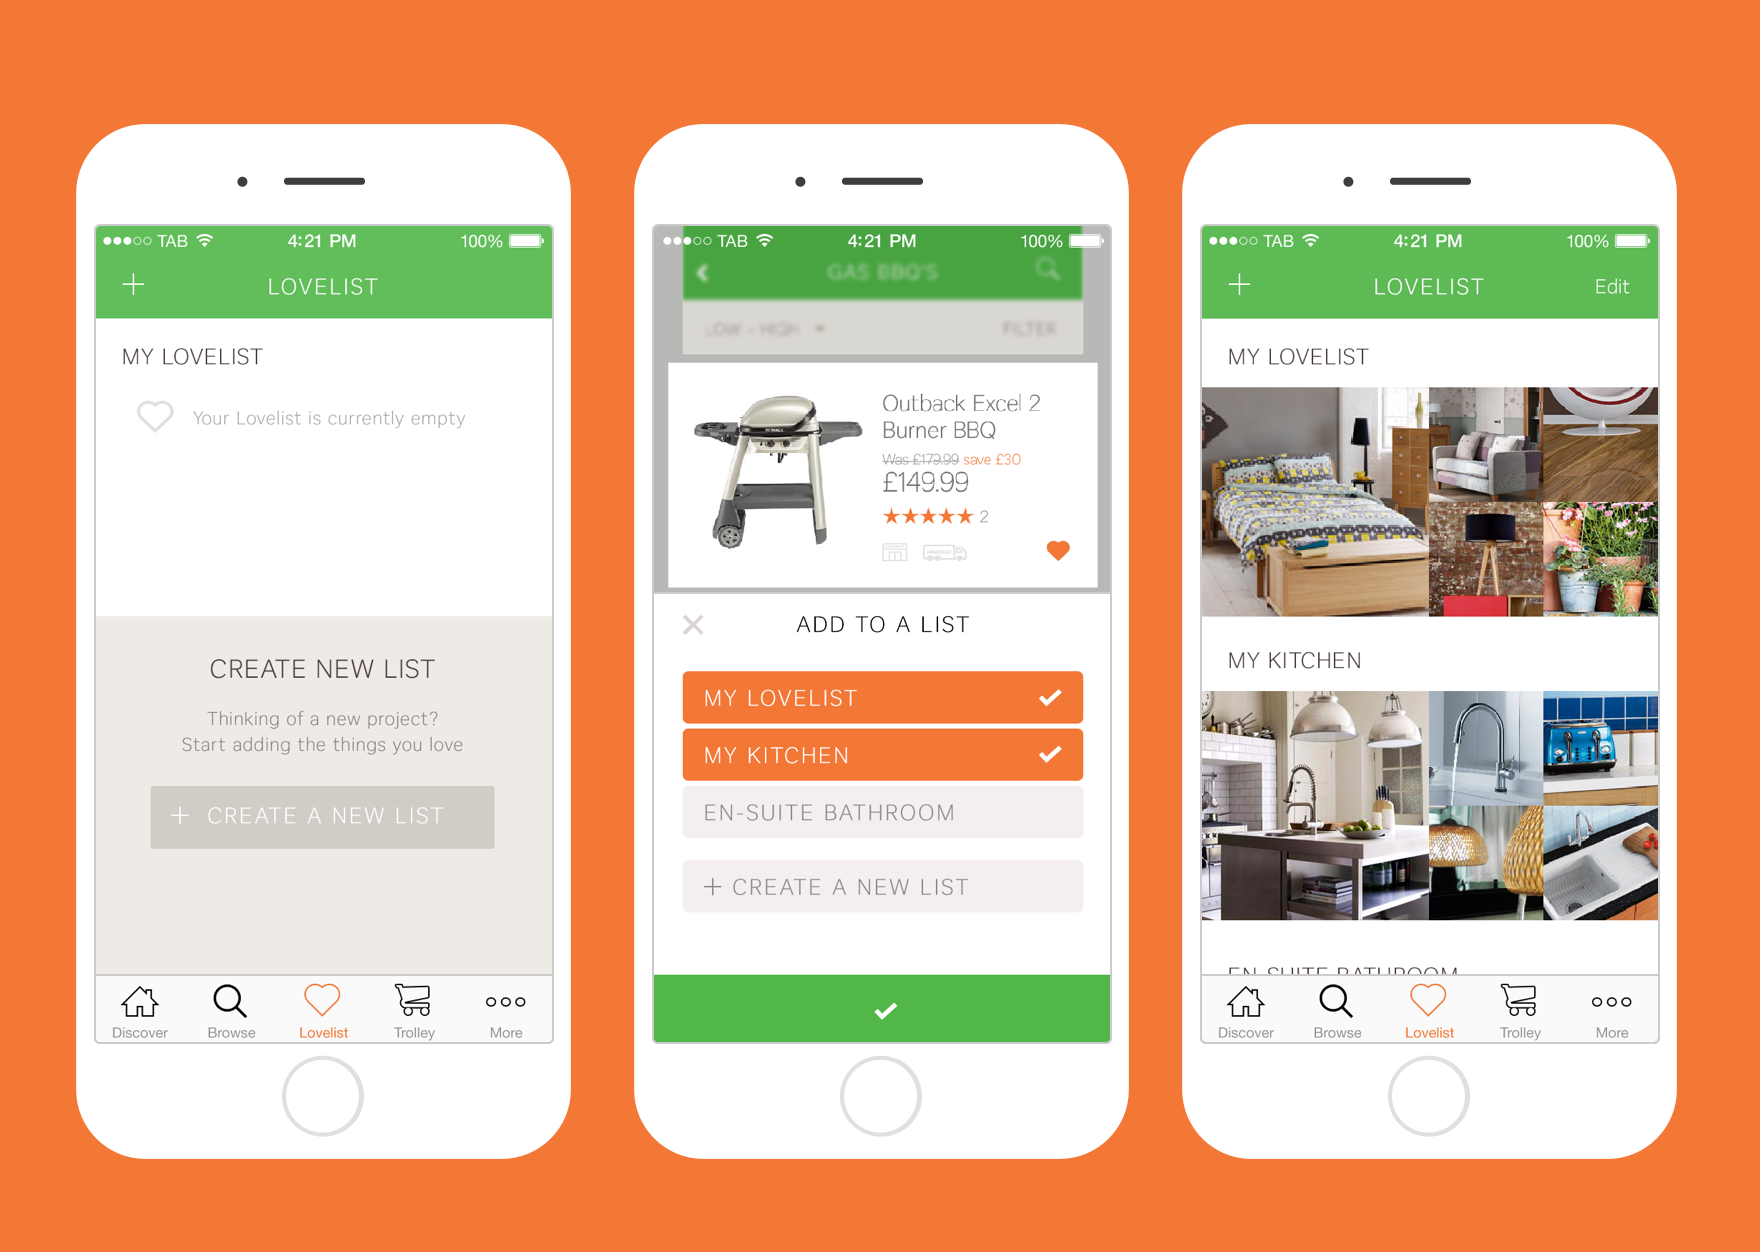 TAB 4:21 PM 100%
+ LOVELIST
MY LOVELIST
Your Lovelist is currently empty
CREATE NEW LIST
Thinking of a new project?
Start adding the things you love
+ CREATE A NEW LIST
Discover Browse Lovelist Trolley More
TAB 4:21 PM 100%
GAS BBQ'S
LOW – HIGH FILTER
Outback Excel 2
Burner BBQ
Was £179.99 save £30
£149.99
2
ADD TO A LIST
MY LOVELIST
MY KITCHEN
EN-SUITE BATHROOM
+ CREATE A NEW LIST
TAB 4:21 PM 100%
+ LOVELIST Edit
MY LOVELIST
MY KITCHEN
EN-SUITE BATHROOM
Discover Browse Lovelist Trolley More